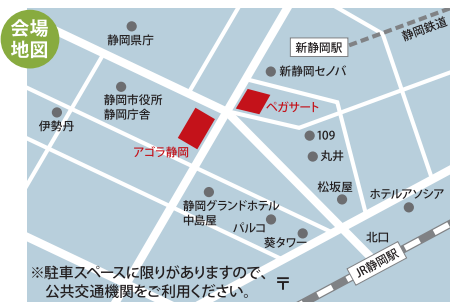 会場
地図
静岡県庁
新静岡駅
静岡鉄道
新静岡セノバ
静岡市役所
静岡庁舎
ペガサート
伊勢丹
109
アゴラ静岡
丸井
松坂屋
静岡グランドホテル
中島屋
ホテルアソシア
パルコ
葵タワー
北口
JR静岡駅
※駐車スペースに限りがありますので、
公共交通機関をご利用ください。
〒